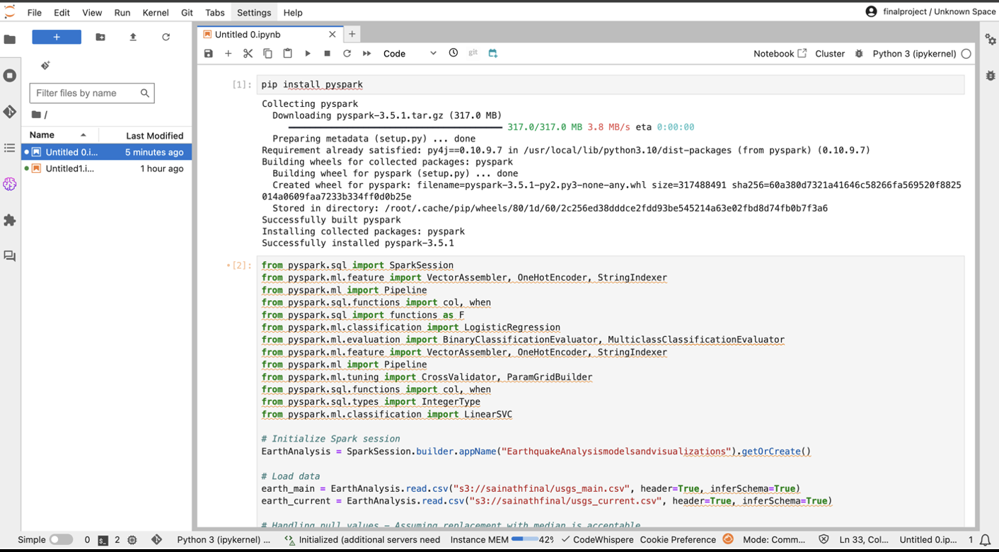 File Edit View Run Kernel Git Tabs Settings Help
finalproject / Unknown Space
Untitled 0.ipynb
Code
git
Notebook
Cluster
Python 3 (ipykernel)
Filter files by name
/
Name Last Modified
Untitled 0.i... 5 minutes ago
Untitled1.i... 1 hour ago
[1]: pip install pyspark
Collecting pyspark
Downloading pyspark-3.5.1.tar.gz (317.0 MB)
317.0/317.0 MB 3.8 MB/s eta 0:00:00
Preparing metadata (setup.py) ... done
Requirement already satisfied: py4j==0.10.9.7 in /usr/local/lib/python3.10/dist-packages (from pyspark) (0.10.9.7)
Building wheels for collected packages: pyspark
Building wheel for pyspark (setup.py) ... done
Created wheel for pyspark: filename=pyspark-3.5.1-py2.py3-none-any.whl size=317488491 sha256=60a380d7321a41646c58266fa569520f8825
014a0609faa7233b334ff0d0b25e
Stored in directory: /root/.cache/pip/wheels/80/1d/60/2c256ed38dddce2fdd93be545214a63e02fbd8d74fb0b7f3a6
Successfully built pyspark
Installing collected packages: pyspark
Successfully installed pyspark-3.5.1
•[2]: from pyspark.sql import SparkSession
from pyspark.ml.feature import VectorAssembler, OneHotEncoder, StringIndexer
from pyspark.ml import Pipeline
from pyspark.sql.functions import col, when
from pyspark.sql import functions as F
from pyspark.ml.classification import LogisticRegression
from pyspark.ml.evaluation import BinaryClassificationEvaluator, MulticlassClassificationEvaluator
from pyspark.ml.feature import VectorAssembler, OneHotEncoder, StringIndexer
from pyspark.ml import Pipeline
from pyspark.ml.tuning import CrossValidator, ParamGridBuilder
from pyspark.sql.functions import col, when
from pyspark.sql.types import IntegerType
from pyspark.ml.classification import LinearSVC
# Initialize Spark session
EarthAnalysis = SparkSession.builder.appName("EarthquakeAnalysismodelsandvisualizations").getOrCreate()
# Load data
earth_main = EarthAnalysis.read.csv("s3://sainathfinal/usgs_main.csv", header=True, inferSchema=True)
earth_current = EarthAnalysis.read.csv("s3://sainathfinal/usgs_current.csv", header=True, inferSchema=True)
# Handling null values – Assuming replacement with median is acceptable
Simple 0 2 Python 3 (ipykernel) ... Initialized (additional servers need Instance MEM 42% CodeWhispere Cookie Preference Mode: Comm... Ln 33, Col... Untitled 0.ip... 1